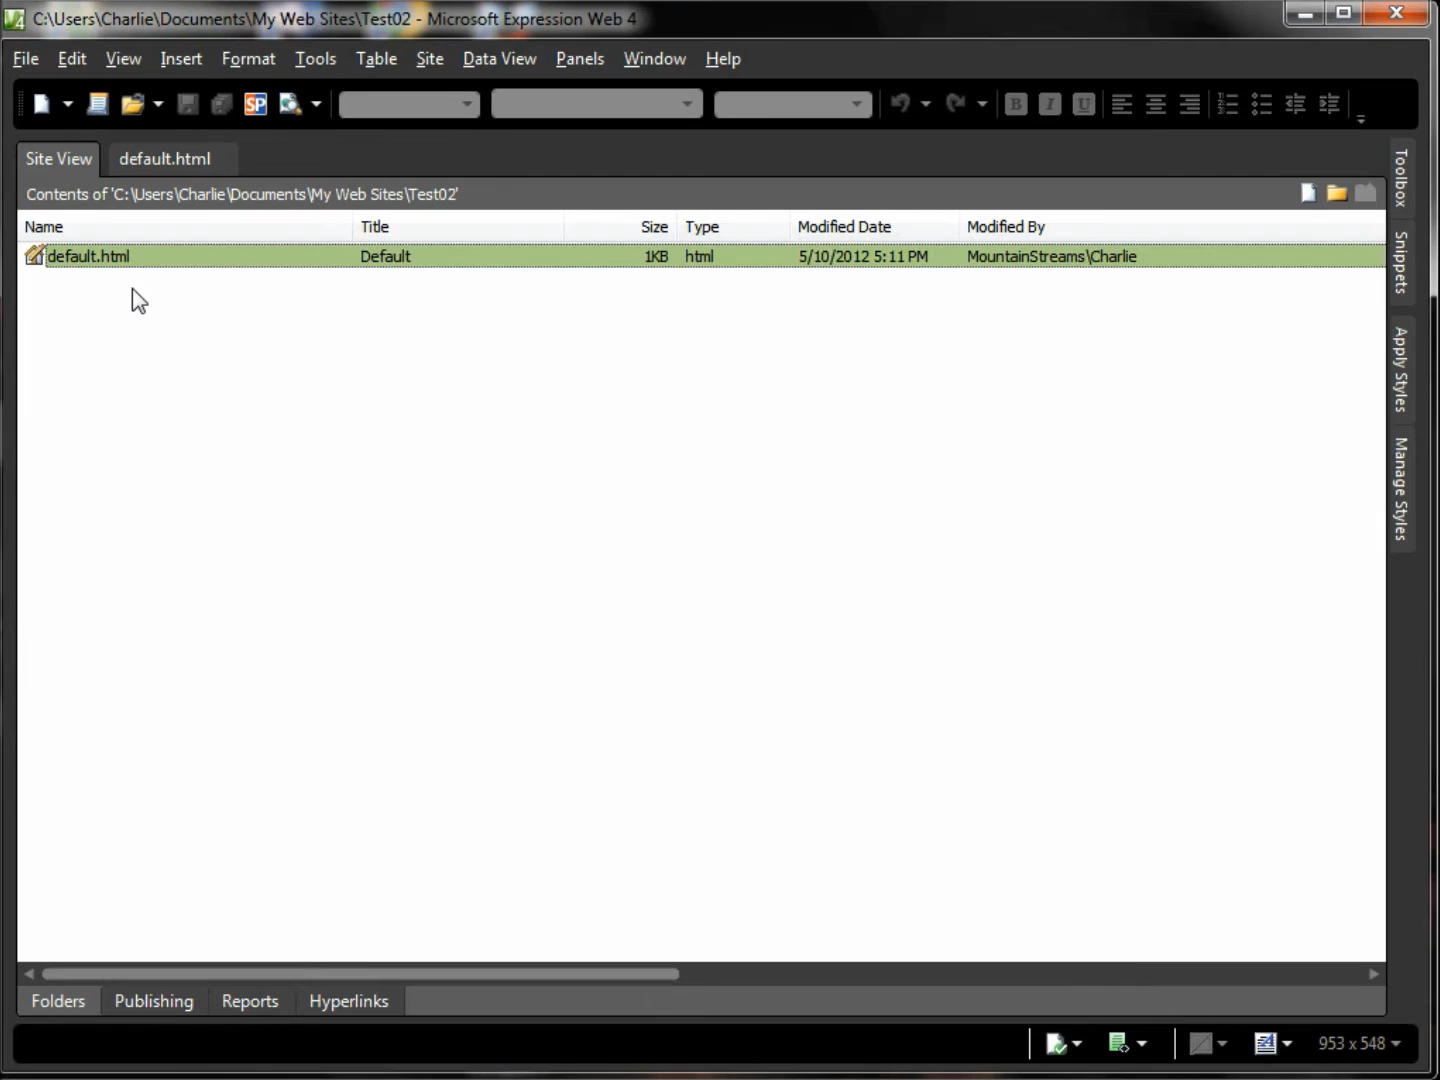 C:\Users\Charlie\Documents\My Web Sites\Test02 - Microsoft Expression Web 4
File Edit View Insert Format Tools Table Site Data View Panels Window Help
SP B I U
Site View default.html
Contents of 'C:\Users\Charlie\Documents\My Web Sites\Test02'
Name Title Size Type Modified Date Modified By
default.html Default 1KB html 5/10/2012 5:11 PM MountainStreams\Charlie
Toolbox
Snippets
Apply Styles
Manage Styles
Folders Publishing Reports Hyperlinks
953 x 548